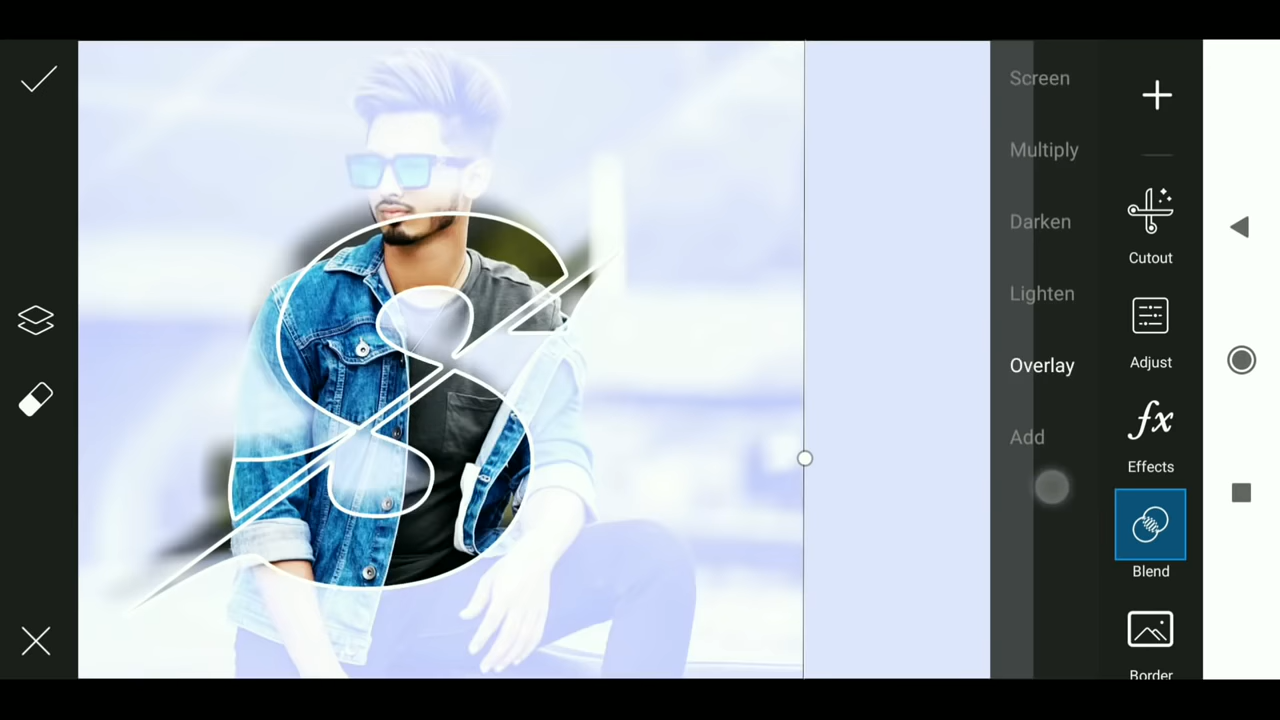 Screen
Multiply
Darken
Lighten
Overlay
Add
Cutout
Adjust
fx
Effects
Blend
Border